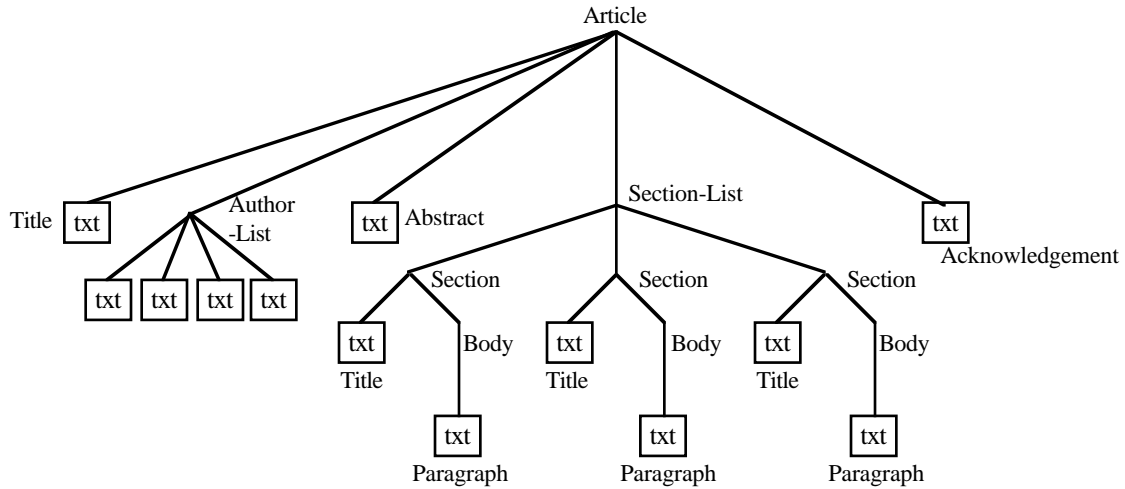 Article
Title
txt
Author
-List
txt
Abstract
Section-List
txt
Acknowledgement
txt
txt
txt
txt
Section
Section
Section
txt
Body
txt
Body
txt
Body
Title
Title
Title
txt
txt
txt
Paragraph
Paragraph
Paragraph